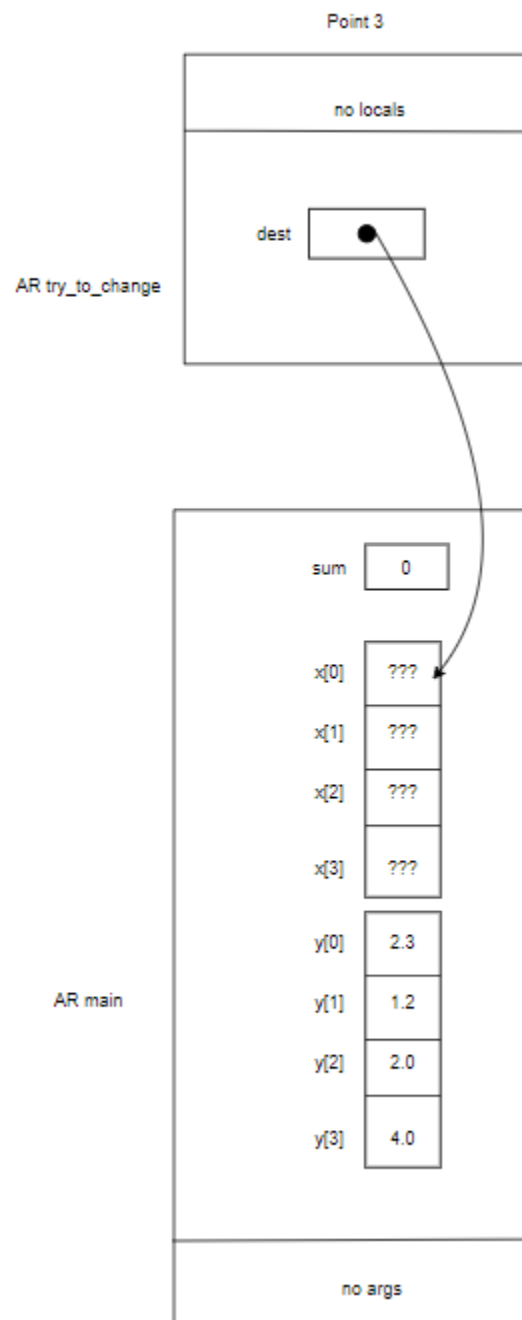 Point 3
no locals
dest
AR try_to_change
sum 0
x[0] ???
x[1] ???
x[2] ???
x[3] ???
y[0] 2.3
AR main y[1] 1.2
y[2] 2.0
y[3] 4.0
no args